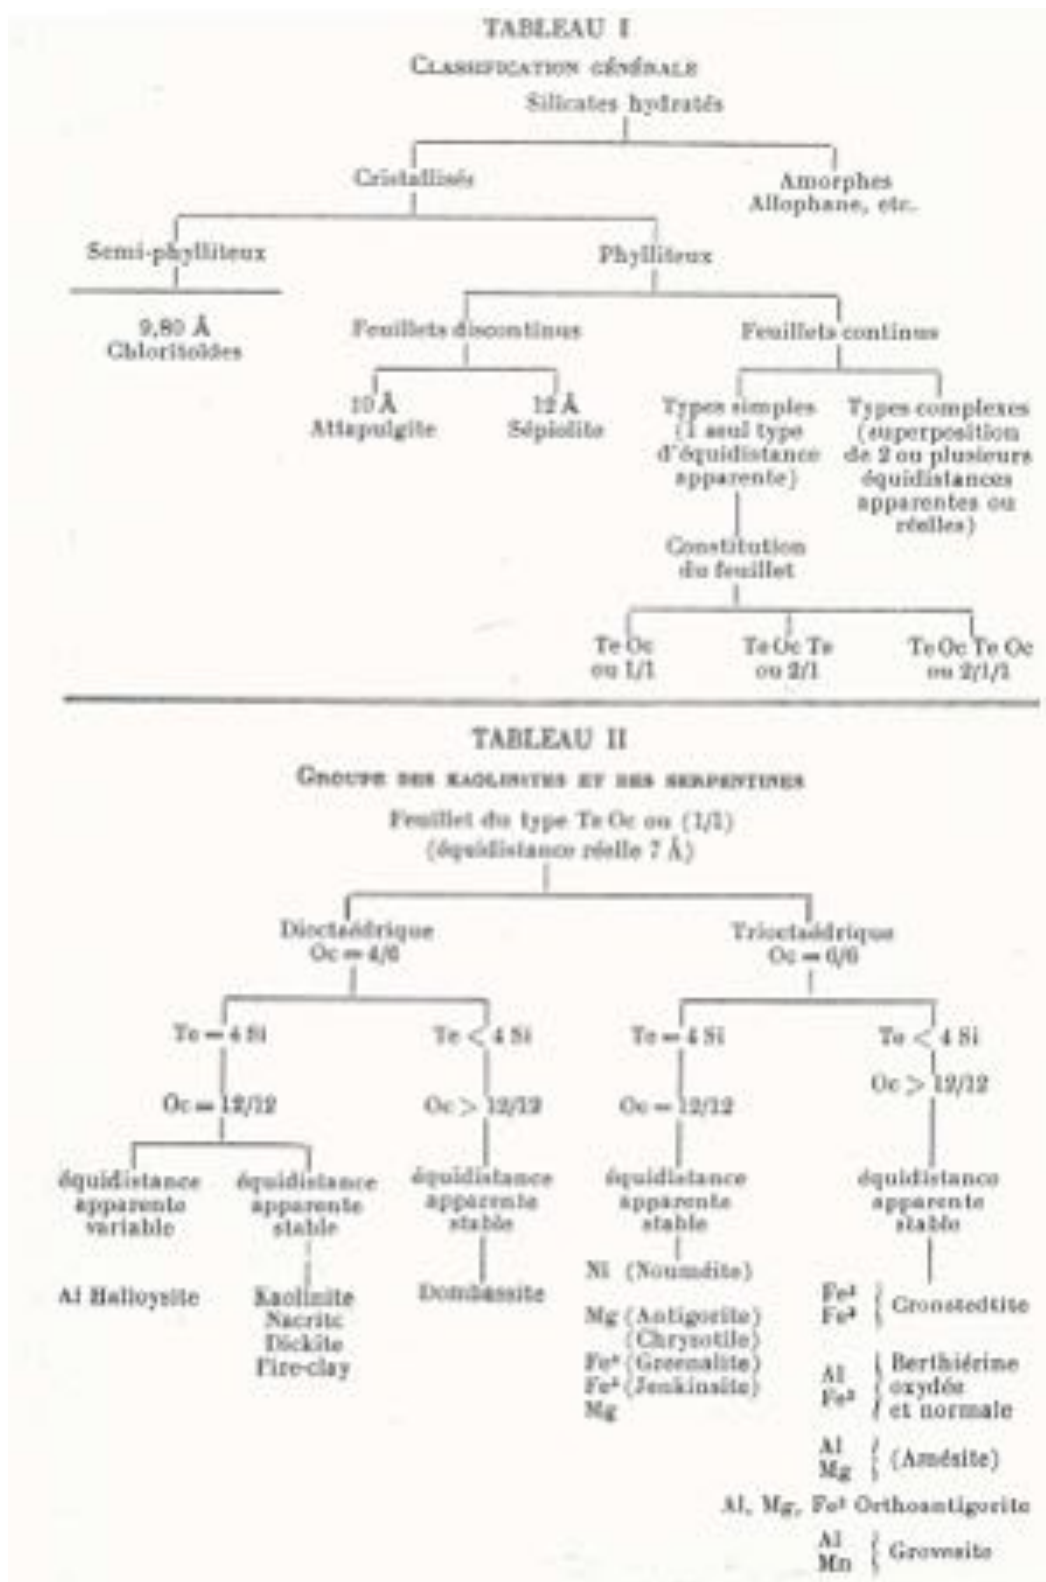 TABLEAU I
CLASSIFICATION GÉNÉRALE
Silicates hydratés
Cristallisés
Amorphes
Allophane, etc.
Semi-phylliteux
Phylliteux
9,80 Å
Chloritoïdes
Feuillets discontinus
Feuillets continus
10 Å
Attapulgite
12 Å
Sépiolite
Types simples
(1 seul type
d'équidistance
apparente)
Types complexes
(superposition
de 2 ou plusieurs
équidistances
apparentes ou
réelles)
Constitution
du feuillet
Te Oc
ou 1/1
Te Oc Te
ou 2/1
Te Oc Te Oc
ou 2/1/1
TABLEAU II
GROUPE DES KAOLINITES ET DES SERPENTINES
Feuillet du type Te Oc ou (1/1)
(équidistance réelle 7 Å)
Dioctaédrique
Oc = 4/6
Trioctaédrique
Oc = 6/6
Te = 4 Si
Te < 4 Si
Te = 4 Si
Te < 4 Si
Oc = 12/12
Oc > 12/12
Oc = 12/12
Oc > 12/12
équidistance
apparente
variable
équidistance
apparente
stable
équidistance
apparente
stable
équidistance
apparente
stable
équidistance
apparente
stable
Al Halloysite
Kaolinite
Nacrite
Dickite
Fire-clay
Dombassite
Ni (Nouméite)
Mg (Antigorite)
(Chrysotile)
Fe² (Greenalite)
Fe² (Jenkinsite)
Mg
Fe²
Fe³
Cronstedtite
Al
Fe²
Berthiérine
oxydée
et normale
Al
Mg
(Amésite)
Al, Mg, Fe² Orthoantigorite
Al
Mn
Grovesite